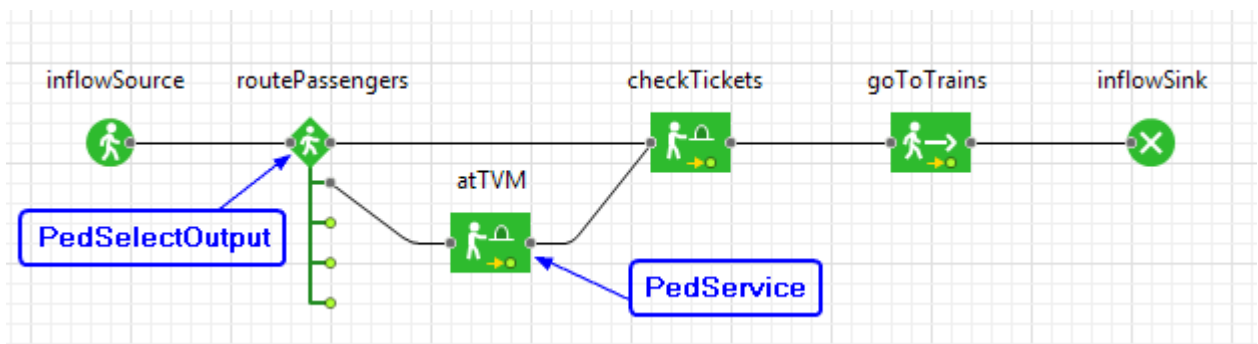 inflowSource
routePassengers
checkTickets
goToTrains
inflowSink
atTVM
PedSelectOutput
PedService